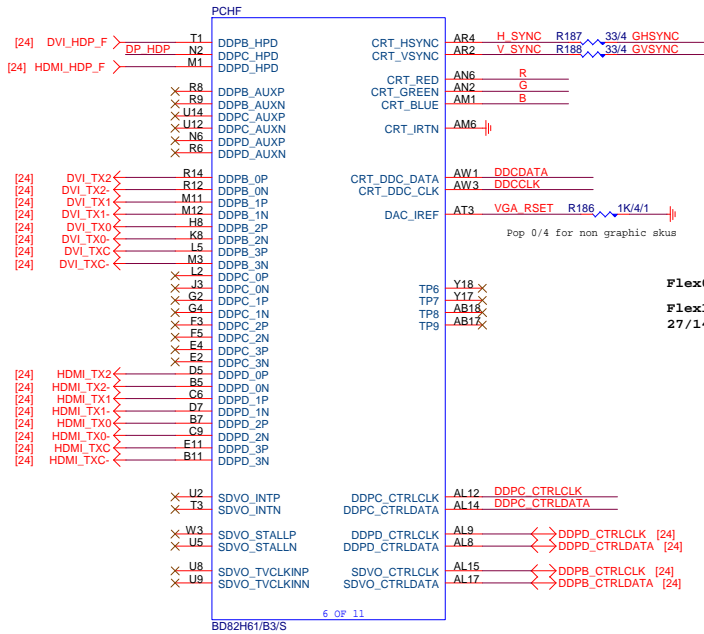 PCHF
[24] DVI_HDP_F T1 DDPB_HPD CRT_HSYNC AR4 H_SYNC R187 33/4 GHSYNC
DP_HDP N2 DDPC_HPD CRT_VSYNC AR2 V_SYNC R188 33/4 GVSYNC
[24] HDMI_HDP_F M1 DDPD_HPD
CRT_RED AN6 R
R8 DDPB_AUXP CRT_GREEN AN2 G
R9 DDPB_AUXN CRT_BLUE AM1 B
U14 DDPC_AUXP
U12 DDPC_AUXN CRT_IRTN AM6
N6 DDPD_AUXP
R6 DDPD_AUXN
[24] DVI_TX2 R14 DDPB_0P CRT_DDC_DATA AW1 DDCDATA
[24] DVI_TX2- R12 DDPB_0N CRT_DDC_CLK AW3 DDCCLK
[24] DVI_TX1 M11 DDPB_1P
[24] DVI_TX1- M12 DDPB_1N DAC_IREF AT3 VGA_RSET R186 1K/4/1
[24] DVI_TX0 H8 DDPB_2P
Pop 0/4 for non graphic skus
[24] DVI_TX0- K8 DDPB_2N
[24] DVI_TXC L5 DDPB_3P
[24] DVI_TXC- M3 DDPB_3N
L2 DDPC_0P
J3 DDPC_0N TP6 Y18 Flex0
G2 DDPC_1P TP7 Y17
G4 DDPC_1N TP8 AB18 Flex1
F3 DDPC_2P TP9 AB17 27/14
F5 DDPC_2N
E4 DDPC_3P
E2 DDPC_3N
[24] HDMI_TX2 D5 DDPD_0P
[24] HDMI_TX2- B5 DDPD_0N
[24] HDMI_TX1 C6 DDPD_1P
[24] HDMI_TX1- D7 DDPD_1N
[24] HDMI_TX0 B7 DDPD_2P
[24] HDMI_TX0- C9 DDPD_2N
[24] HDMI_TXC E11 DDPD_3P
[24] HDMI_TXC- B11 DDPD_3N
U2 SDVO_INTP DDPC_CTRLCLK AL12 DDPC_CTRLCLK
T3 SDVO_INTN DDPC_CTRLDATA AL14 DDPC_CTRLDATA
W3 SDVO_STALLP DDPD_CTRLCLK AL9 DDPD_CTRLCLK [24]
U5 SDVO_STALLN DDPD_CTRLDATA AL8 DDPD_CTRLDATA [24]
U8 SDVO_TVCLKINP SDVO_CTRLCLK AL15 DDPB_CTRLCLK [24]
U9 SDVO_TVCLKINN SDVO_CTRLDATA AL17 DDPB_CTRLDATA [24]
6 OF 11
BD82H61/B3/S